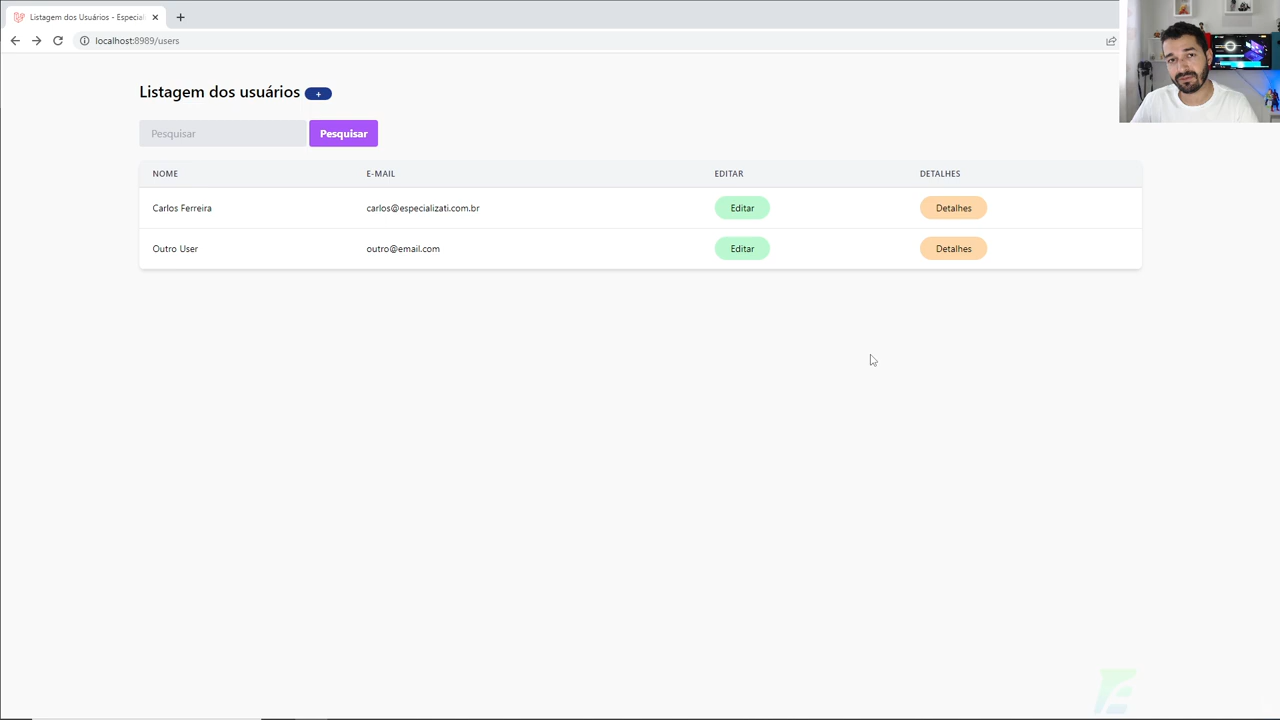 Listagem dos Usuários - Especial
localhost:8989/users
Listagem dos usuários +
Pesquisar Pesquisar
NOME E-MAIL EDITAR DETALHES
Carlos Ferreira carlos@especializati.com.br Editar Detalhes
Outro User outro@email.com Editar Detalhes